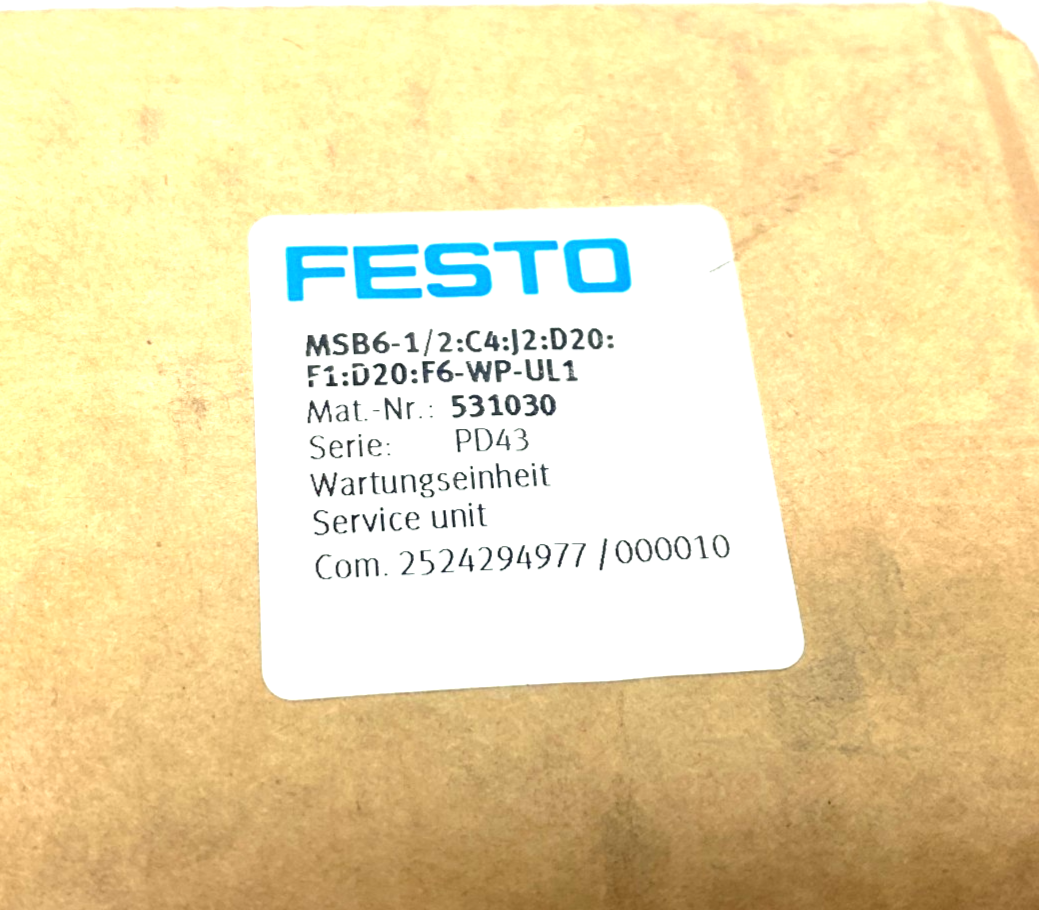 FESTO
MSB6-1/2:C4:J2:D20:
F1:D20:F6-WP-UL1
Mat.-Nr.: 531030
Serie: PD43
Wartungseinheit
Service unit
Com. 2524294977/000010